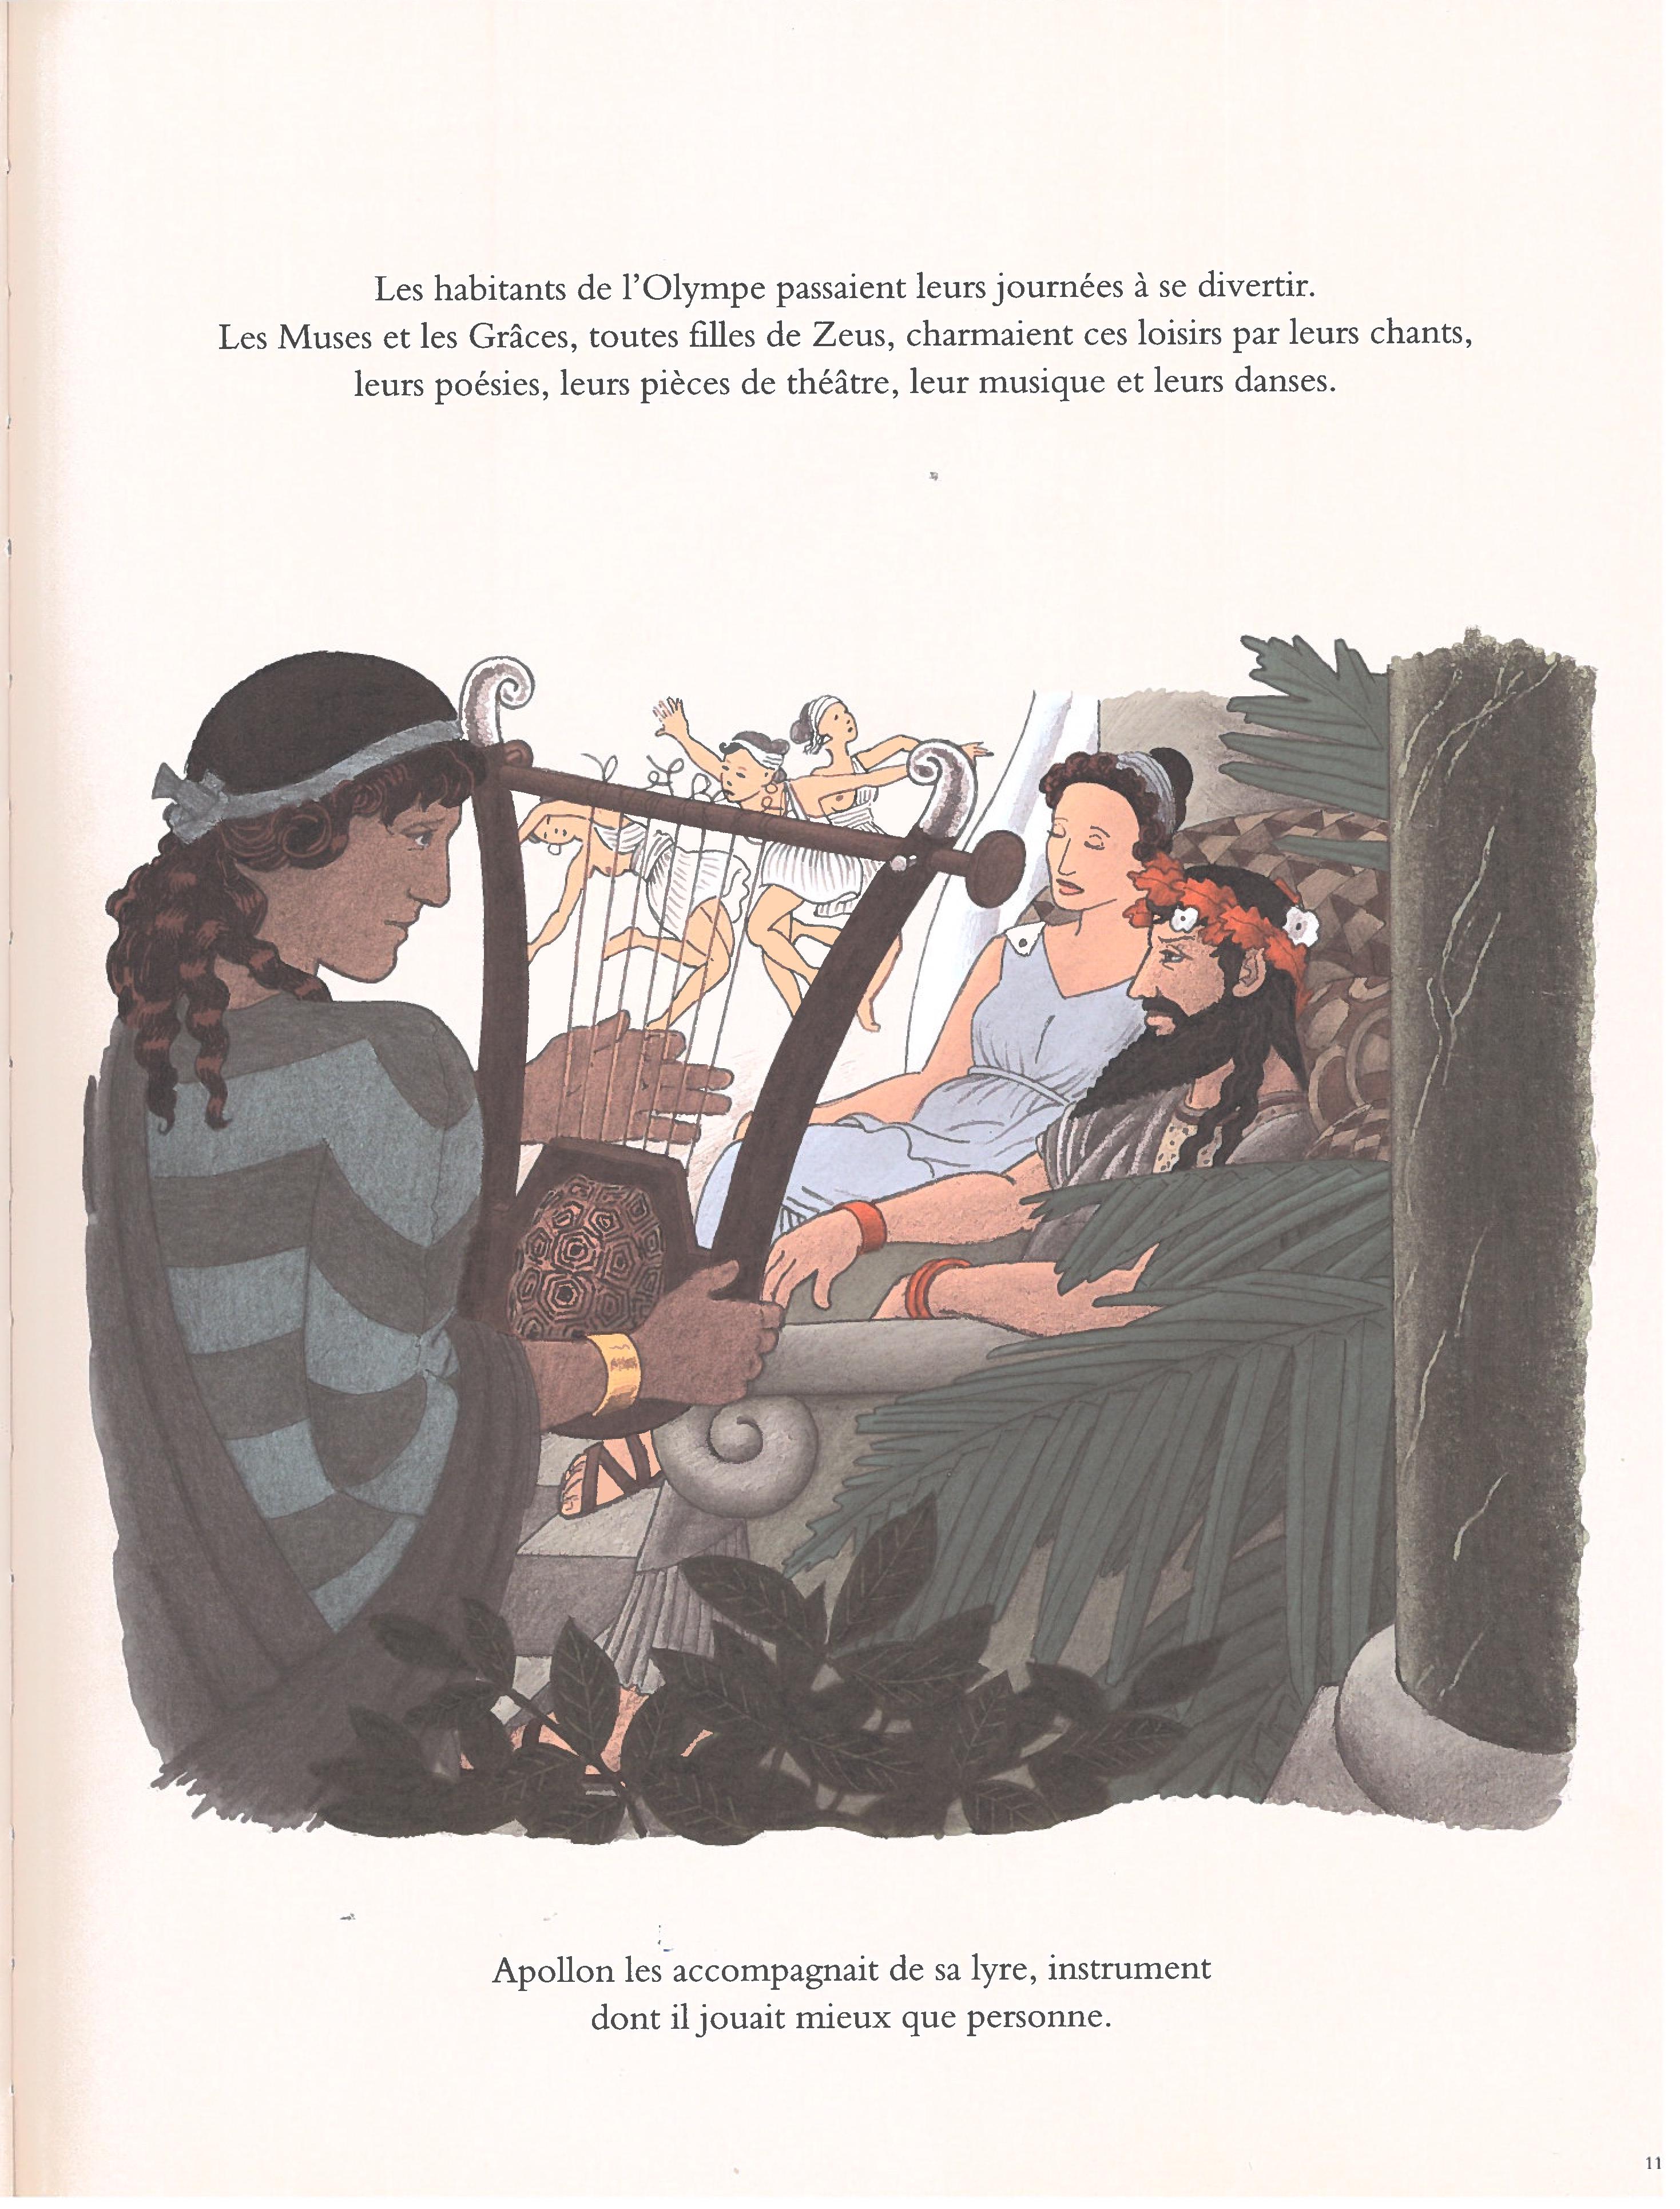 Les habitants de l'Olympe passaient leurs journées à se divertir.
Les Muses et les Grâces, toutes filles de Zeus, charmaient ces loisirs par leurs chants,
leurs poésies, leurs pièces de théâtre, leur musique et leurs danses.
Apollon les accompagnait de sa lyre, instrument
dont il jouait mieux que personne.
11